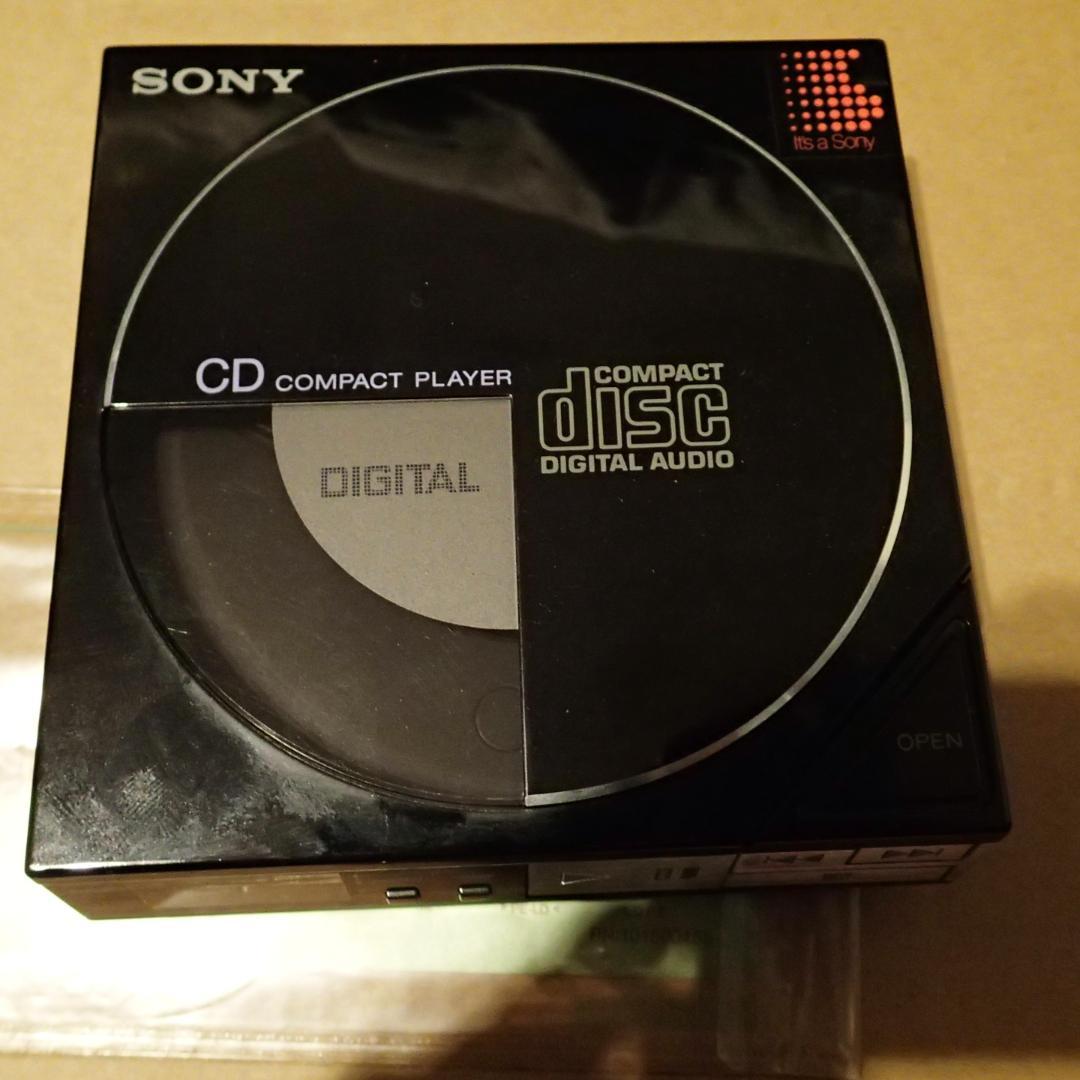 SONY
It's a Sony
CD COMPACT PLAYER
COMPACT
disc
DIGITAL AUDIO
DIGITAL
OPEN